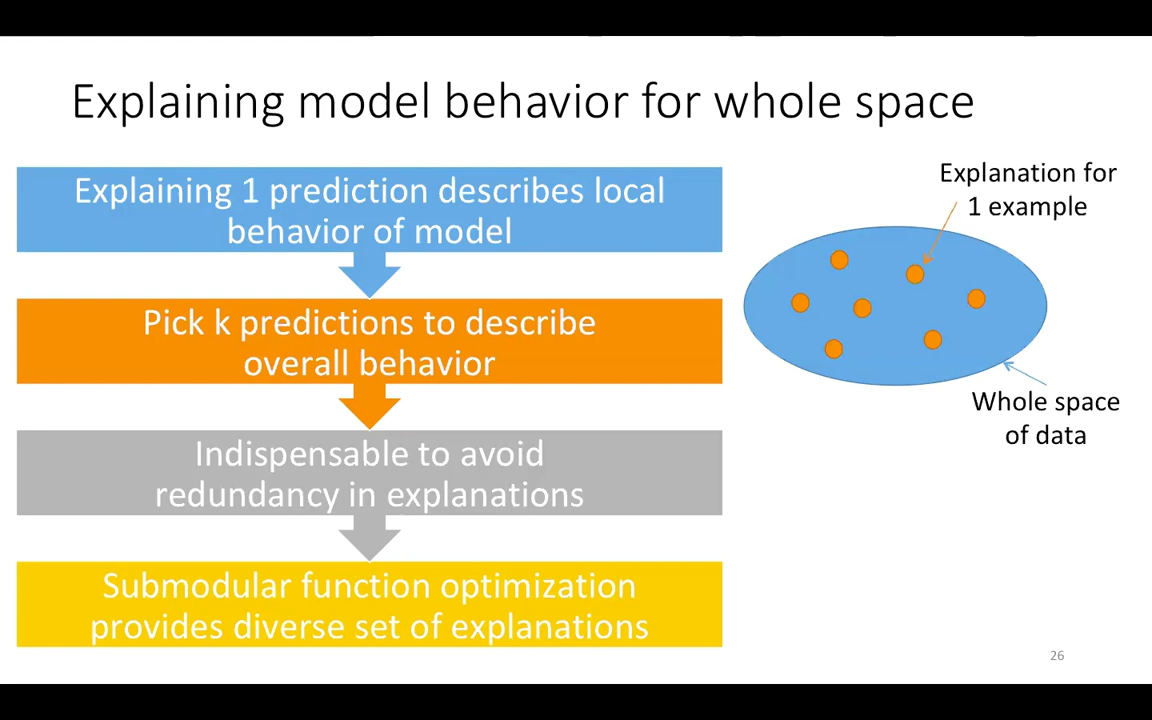 Explaining model behavior for whole space
Explaining 1 prediction describes local
behavior of model
Pick k predictions to describe
overall behavior
Indispensable to avoid
redundancy in explanations
Submodular function optimization
provides diverse set of explanations
Explanation for
1 example
Whole space
of data
26